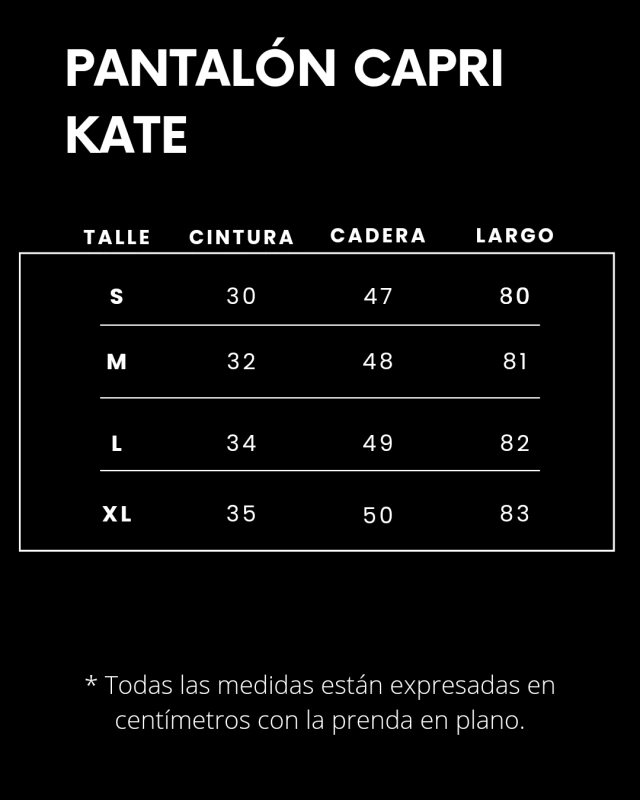 PANTALÓN CAPRI
KATE
TALLE CINTURA CADERA LARGO
S 30 47 80
M 32 48 81
L 34 49 82
XL 35 50 83
* Todas las medidas están expresadas en
centímetros con la prenda en plano.